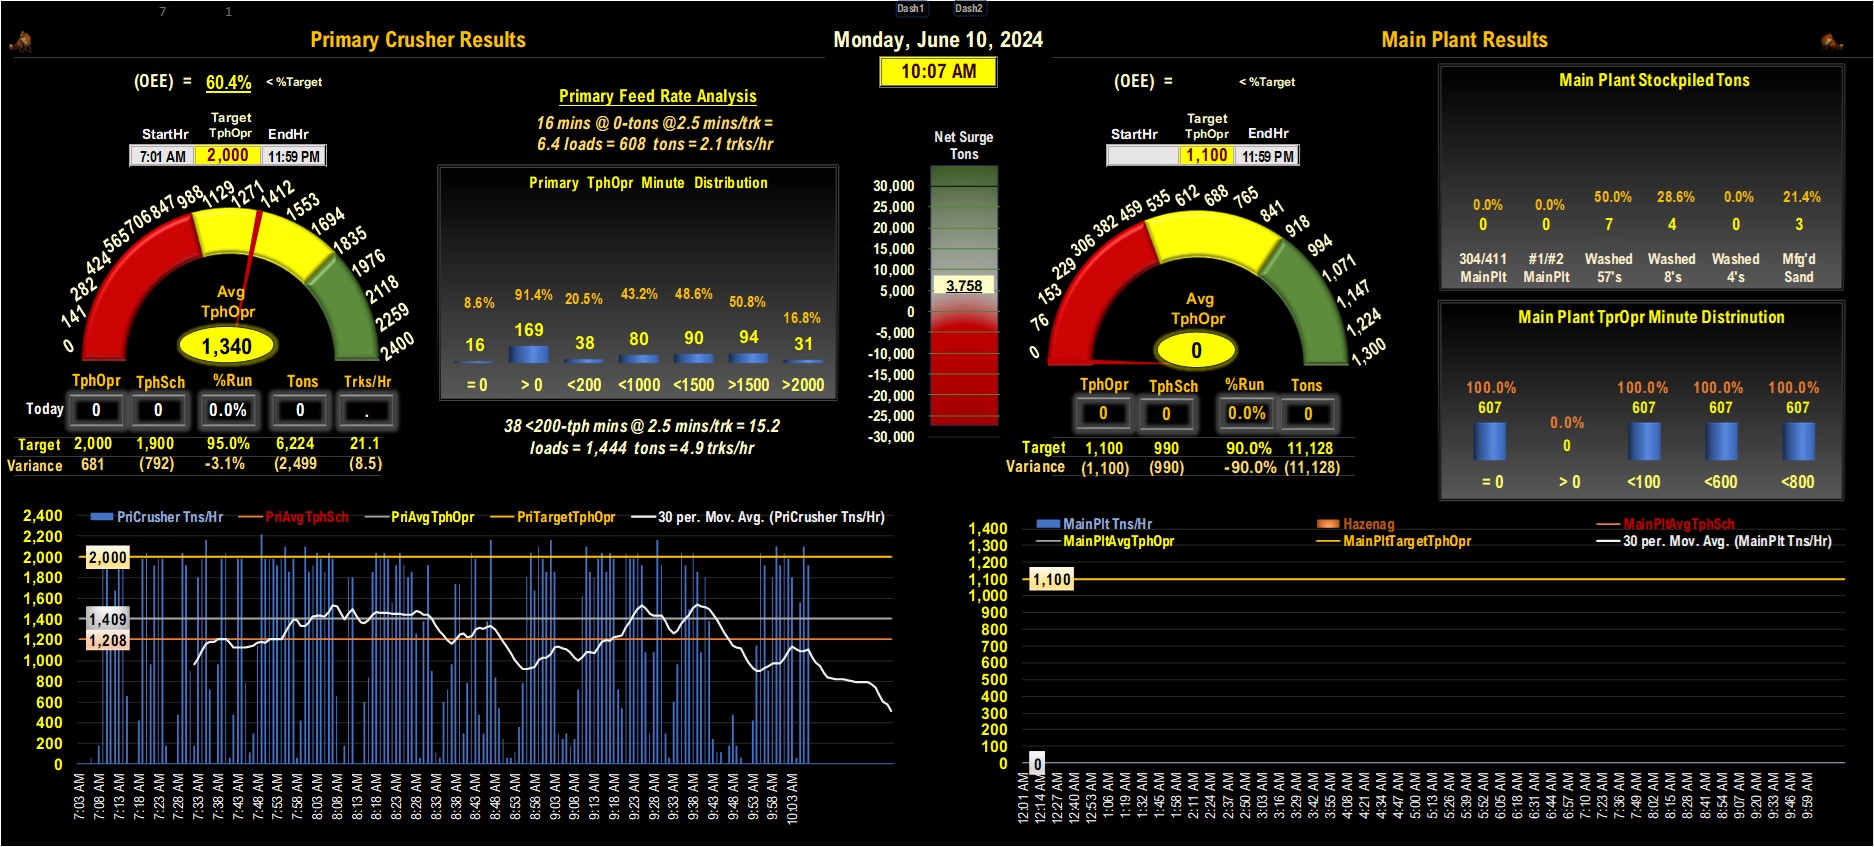 7 1
Dash1 Dash2
Primary Crusher Results
Monday, June 10, 2024
Main Plant Results
10:07 AM
(OEE) = 60.4% < %Target
Target
StartHr TphOpr EndHr
7:01 AM 2,000 11:59 PM
0 141 282 424 565 706 847 988 1129 1271 1412 1553 1694 1835 1976 2118 2259 2400
Avg
TphOpr
1,340
TphOpr TphSch %Run Tons Trks/Hr
Today 0 0 0.0% 0 .
Target 2,000 1,900 95.0% 6,224 21.1
Variance 681 (792) -3.1% (2,499 (8.5)
Primary Feed Rate Analysis
16 mins @ 0-tons @2.5 mins/trk =
6.4 loads = 608 tons = 2.1 trks/hr
Primary TphOpr Minute Distribution
8.6% 91.4% 20.5% 43.2% 48.6% 50.8% 16.8%
16 169 38 80 90 94 31
= 0 > 0 <200 <1000 <1500 >1500 >2000
38 <200-tph mins @ 2.5 mins/trk = 15.2
loads = 1,444 tons = 4.9 trks/hr
Net Surge
Tons
30,000
25,000
20,000
15,000
10,000
5,000
0
-5,000
-10,000
-15,000
-20,000
-25,000
-30,000
3,758
(OEE) = < %Target
Target
StartHr TphOpr EndHr
1,100 11:59 PM
0 76 153 229 306 382 459 535 612 688 765 841 918 994 1,071 1,147 1,224 1,300
Avg
TphOpr
0
TphOpr TphSch %Run Tons
0 0 0.0% 0
Target 1,100 990 90.0% 11,128
Variance (1,100) (990) -90.0% (11,128)
Main Plant Stockpiled Tons
0.0% 0.0% 50.0% 28.6% 0.0% 21.4%
0 0 7 4 0 3
304/411 #1/#2 Washed Washed Washed Mfg'd
MainPlt MainPlt 57's 8's 4's Sand
Main Plant TprOpr Minute Distrinution
100.0% 0.0% 100.0% 100.0% 100.0%
607 0 607 607 607
= 0 > 0 <100 <600 <800
PriCrusher Tns/Hr PriAvgTphSch PriAvgTphOpr PriTargetTphOpr 30 per. Mov. Avg. (PriCrusher Tns/Hr)
2,400
2,200
2,000
1,800
1,600
1,400
1,200
1,000
800
600
400
200
0
2,000
1,409
1,208
7:03 AM 7:08 AM 7:13 AM 7:18 AM 7:23 AM 7:28 AM 7:33 AM 7:38 AM 7:43 AM 7:48 AM 7:53 AM 7:58 AM 8:03 AM 8:08 AM 8:13 AM 8:18 AM 8:23 AM 8:28 AM 8:33 AM 8:38 AM 8:43 AM 8:48 AM 8:53 AM 8:58 AM 9:03 AM 9:08 AM 9:13 AM 9:18 AM 9:23 AM 9:28 AM 9:33 AM 9:38 AM 9:43 AM 9:48 AM 9:53 AM 9:58 AM 10:03 AM
MainPlt Tns/Hr Hazenag MainPltAvgTphSch
MainPltAvgTphOpr MainPltTargetTphOpr 30 per. Mov. Avg. (MainPlt Tns/Hr)
1,400
1,300
1,200
1,100
1,000
900
800
700
600
500
400
300
200
100
0
1,100
0
12:01 AM 12:14 AM 12:27 AM 12:40 AM 12:53 AM 1:06 AM 1:19 AM 1:32 AM 1:45 AM 1:58 AM 2:11 AM 2:24 AM 2:37 AM 2:50 AM 3:03 AM 3:16 AM 3:29 AM 3:42 AM 3:55 AM 4:08 AM 4:21 AM 4:34 AM 4:47 AM 5:00 AM 5:13 AM 5:26 AM 5:39 AM 5:52 AM 6:05 AM 6:18 AM 6:31 AM 6:44 AM 6:57 AM 7:10 AM 7:23 AM 7:36 AM 7:49 AM 8:02 AM 8:15 AM 8:28 AM 8:41 AM 8:54 AM 9:07 AM 9:20 AM 9:33 AM 9:46 AM 9:59 AM